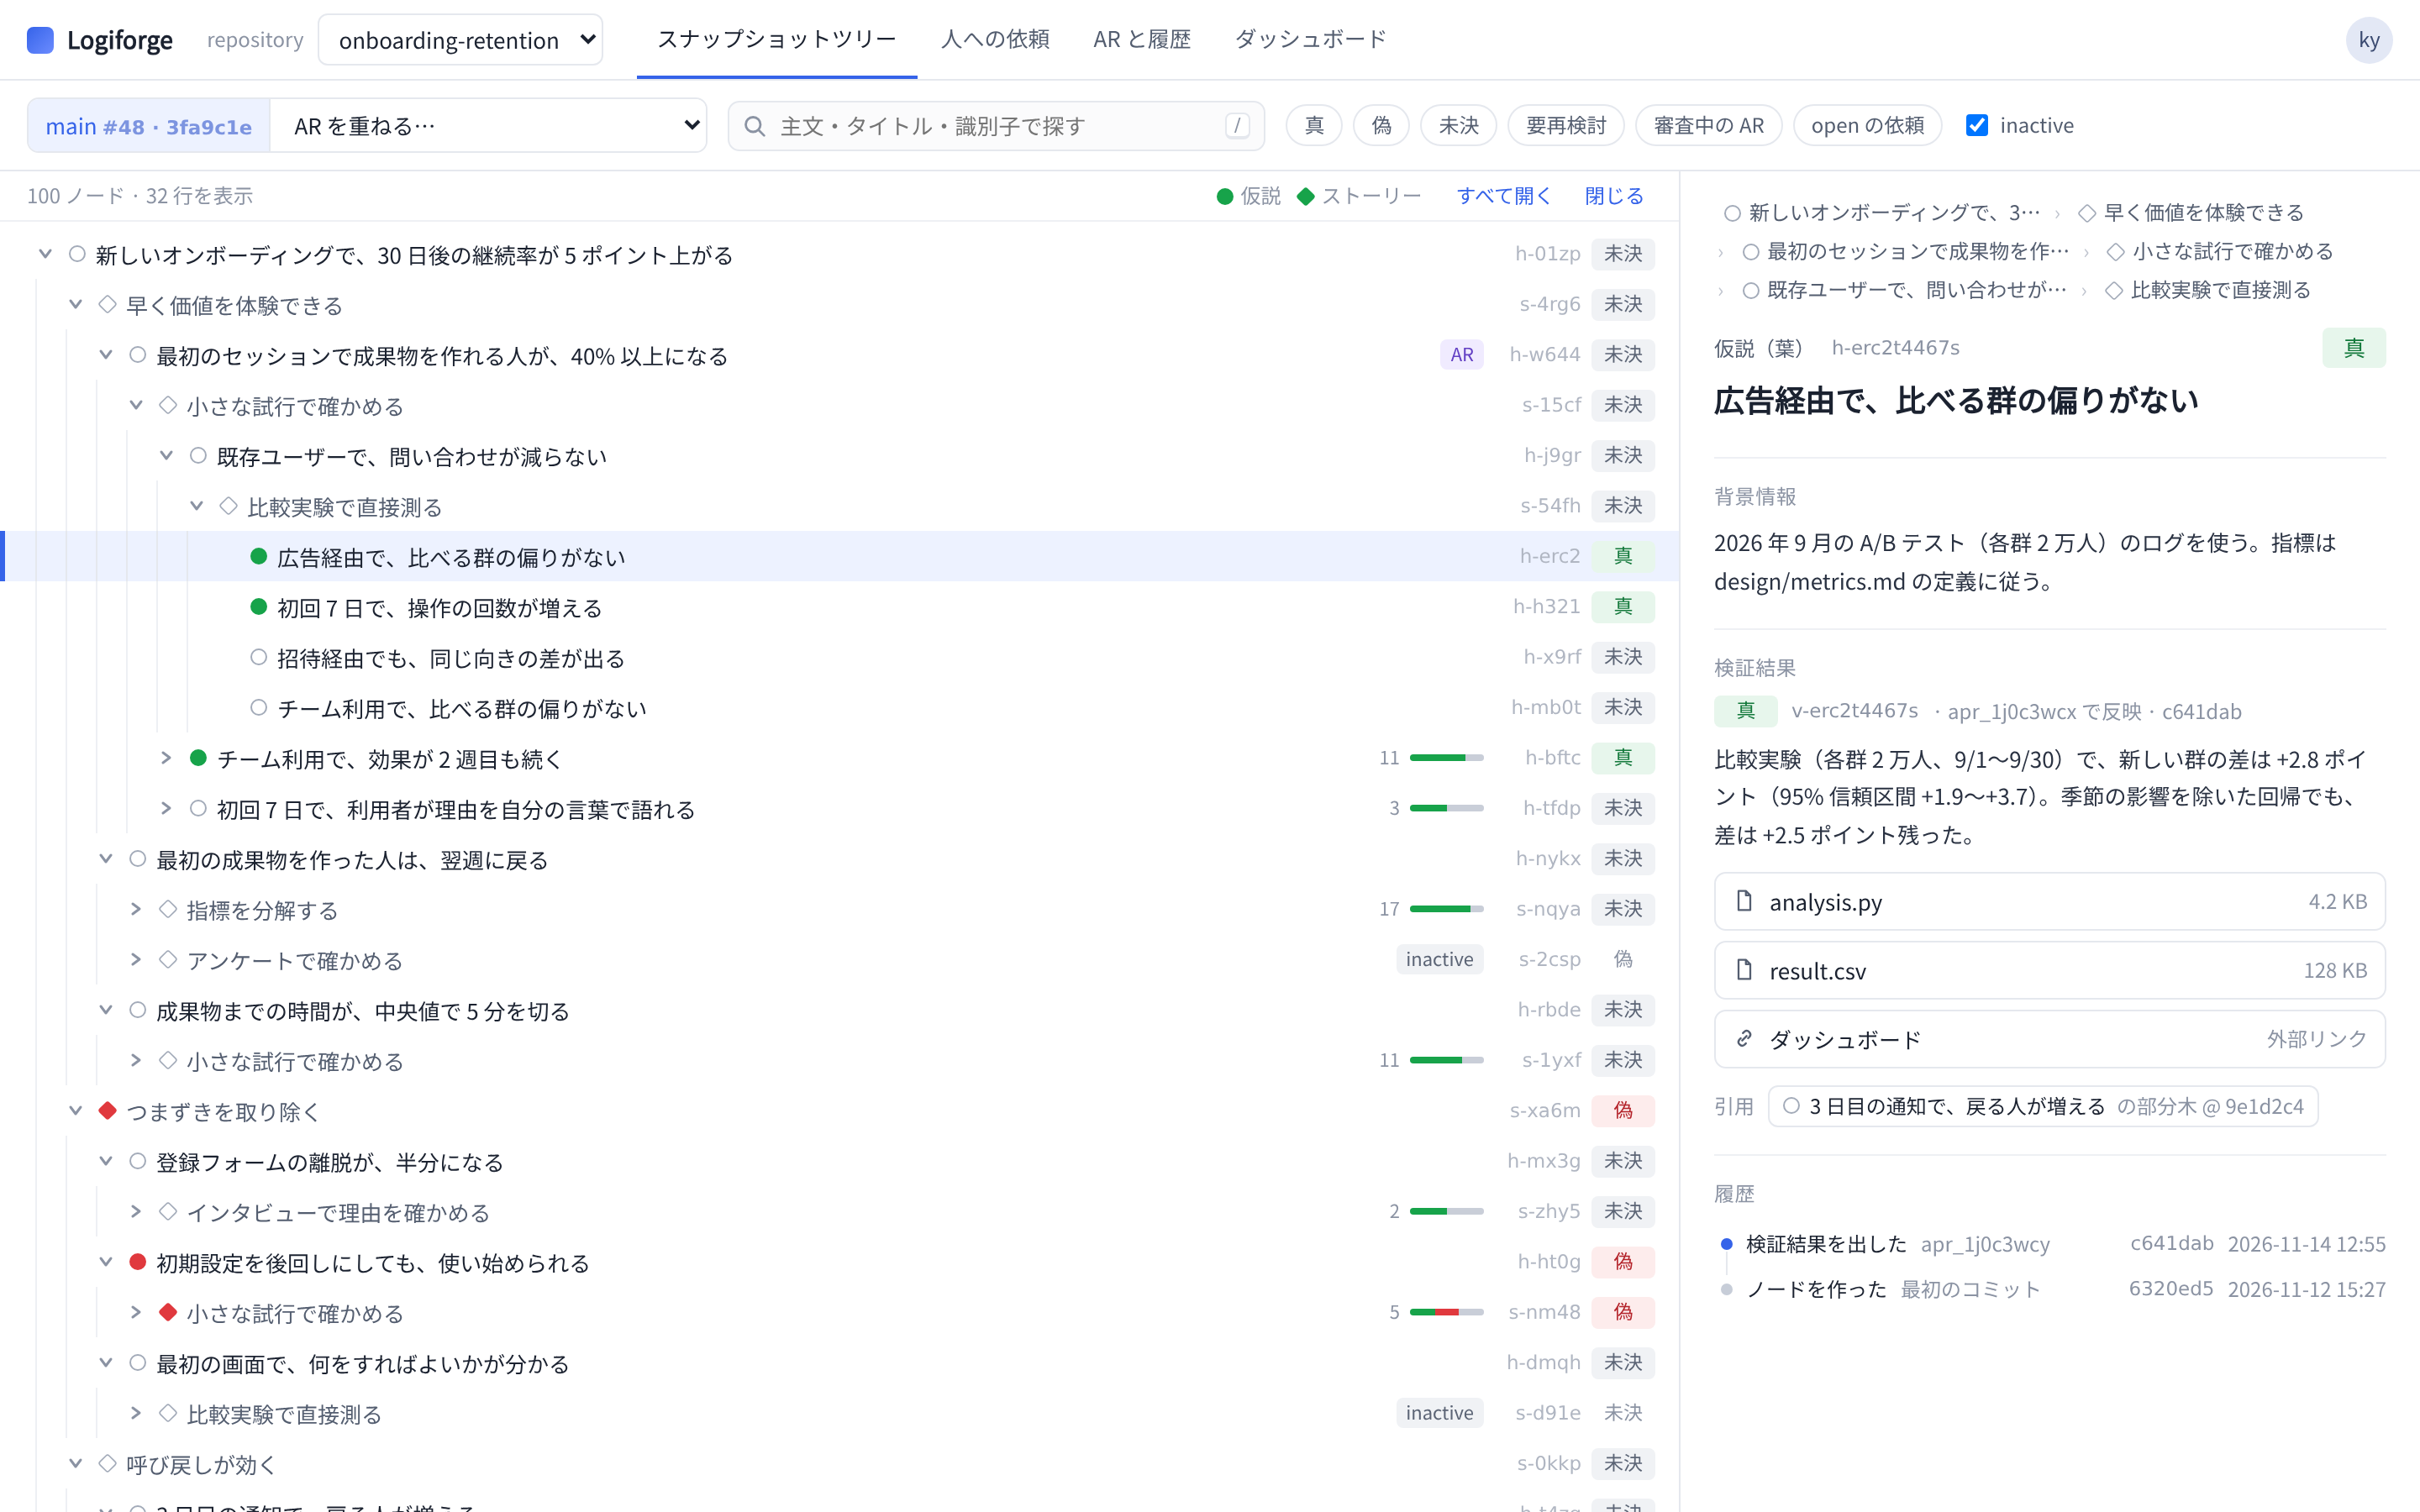 Logiforge repository onboarding-retention スナップショットツリー 人への依頼 AR と履歴 ダッシュボード ky
main #48 · 3fa9c1e AR を重ねる… 主文・タイトル・識別子で探す / 真 偽 未決 要再検討 審査中の AR open の依頼 inactive
100 ノード · 32 行を表示 仮説 ストーリー すべて開く 閉じる
新しいオンボーディングで、30 日後の継続率が 5 ポイント上がる h-01zp 未決
早く価値を体験できる s-4rg6 未決
最初のセッションで成果物を作れる人が、40% 以上になる AR h-w644 未決
小さな試行で確かめる s-15cf 未決
既存ユーザーで、問い合わせが減らない h-j9gr 未決
比較実験で直接測る s-54fh 未決
広告経由で、比べる群の偏りがない h-erc2 真
初回 7 日で、操作の回数が増える h-h321 真
招待経由でも、同じ向きの差が出る h-x9rf 未決
チーム利用で、比べる群の偏りがない h-mb0t 未決
チーム利用で、効果が 2 週目も続く 11 h-bftc 真
初回 7 日で、利用者が理由を自分の言葉で語れる 3 h-tfdp 未決
最初の成果物を作った人は、翌週に戻る h-nykx 未決
指標を分解する 17 s-nqya 未決
アンケートで確かめる inactive s-2csp 偽
成果物までの時間が、中央値で 5 分を切る h-rbde 未決
小さな試行で確かめる 11 s-1yxf 未決
つまずきを取り除く s-xa6m 偽
登録フォームの離脱が、半分になる h-mx3g 未決
インタビューで理由を確かめる 2 s-zhy5 未決
初期設定を後回しにしても、使い始められる h-ht0g 偽
小さな試行で確かめる 5 s-nm48 偽
最初の画面で、何をすればよいかが分かる h-dmqh 未決
比較実験で直接測る inactive s-d91e 未決
呼び戻しが効く s-0kkp 未決
新しいオンボーディングで、3… › 早く価値を体験できる
› 最初のセッションで成果物を作… › 小さな試行で確かめる
› 既存ユーザーで、問い合わせが… › 比較実験で直接測る
仮説（葉） h-erc2t4467s 真
広告経由で、比べる群の偏りがない
背景情報
2026 年 9 月の A/B テスト（各群 2 万人）のログを使う。指標は
design/metrics.md の定義に従う。
検証結果
真 v-erc2t4467s · apr_1j0c3wcx で反映 · c641dab
比較実験（各群 2 万人、9/1〜9/30）で、新しい群の差は +2.8 ポイ
ント（95% 信頼区間 +1.9〜+3.7）。季節の影響を除いた回帰でも、
差は +2.5 ポイント残った。
analysis.py 4.2 KB
result.csv 128 KB
ダッシュボード 外部リンク
引用 3 日目の通知で、戻る人が増える の部分木 @ 9e1d2c4
履歴
検証結果を出した apr_1j0c3wcy c641dab 2026-11-14 12:55
ノードを作った 最初のコミット 6320ed5 2026-11-12 15:27